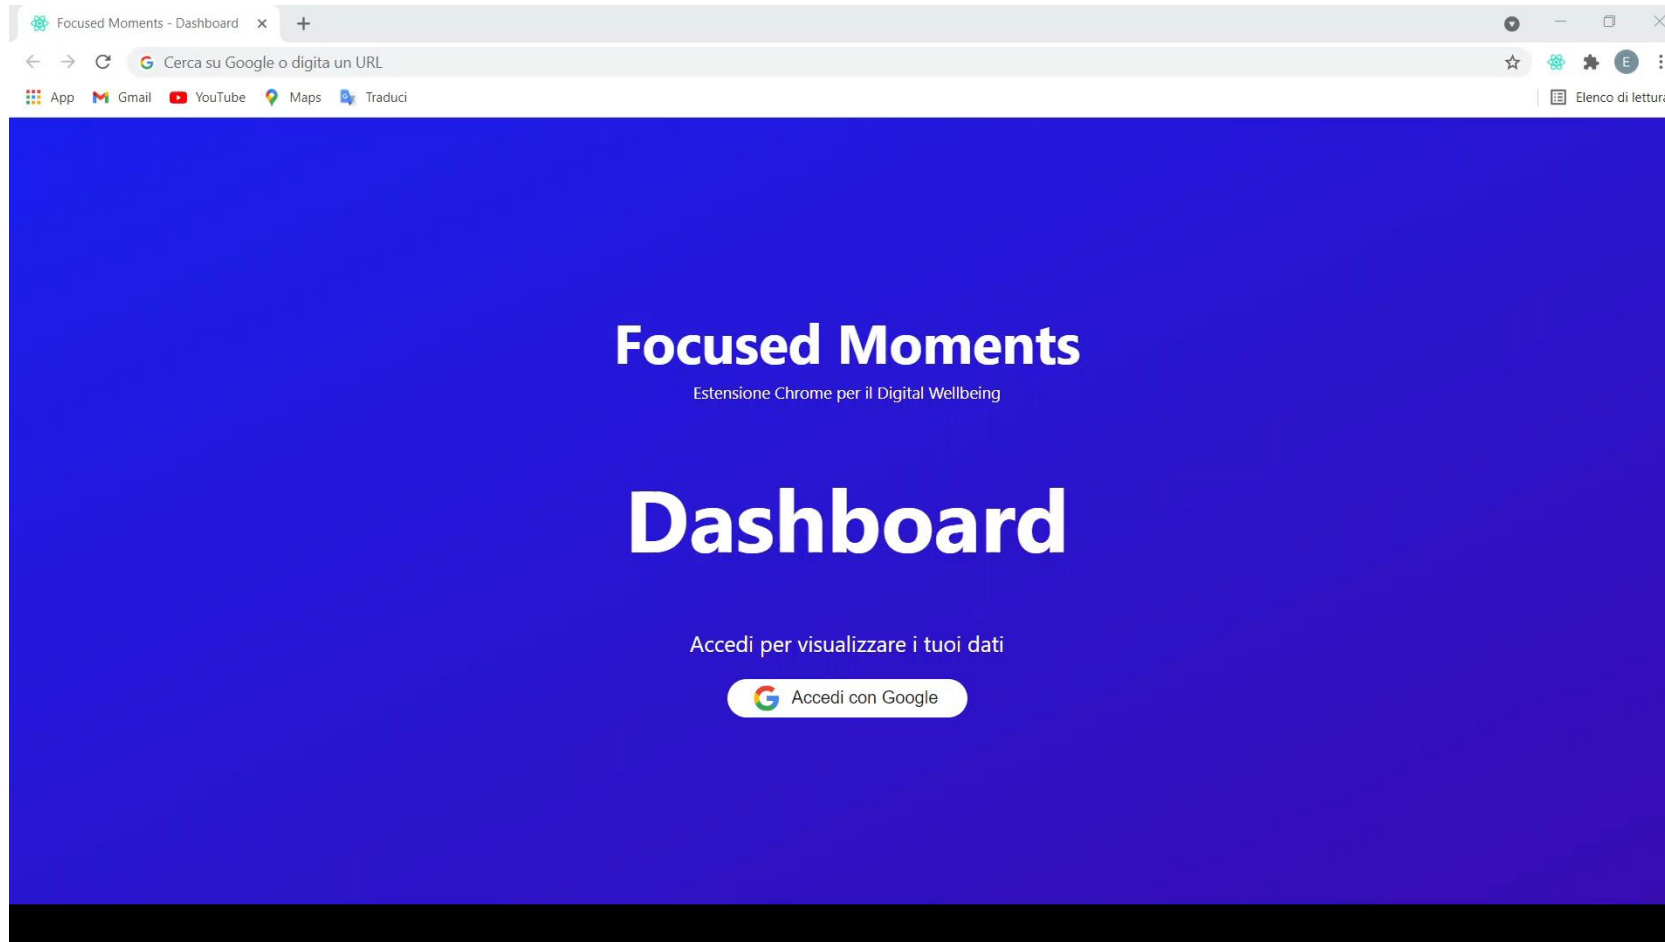 Focused Moments - Dashboard
Cerca su Google o digita un URL
E
App Gmail YouTube Maps Traduci
Elenco di lettura
Focused Moments
Estensione Chrome per il Digital Wellbeing
Dashboard
Accedi per visualizzare i tuoi dati
Accedi con Google